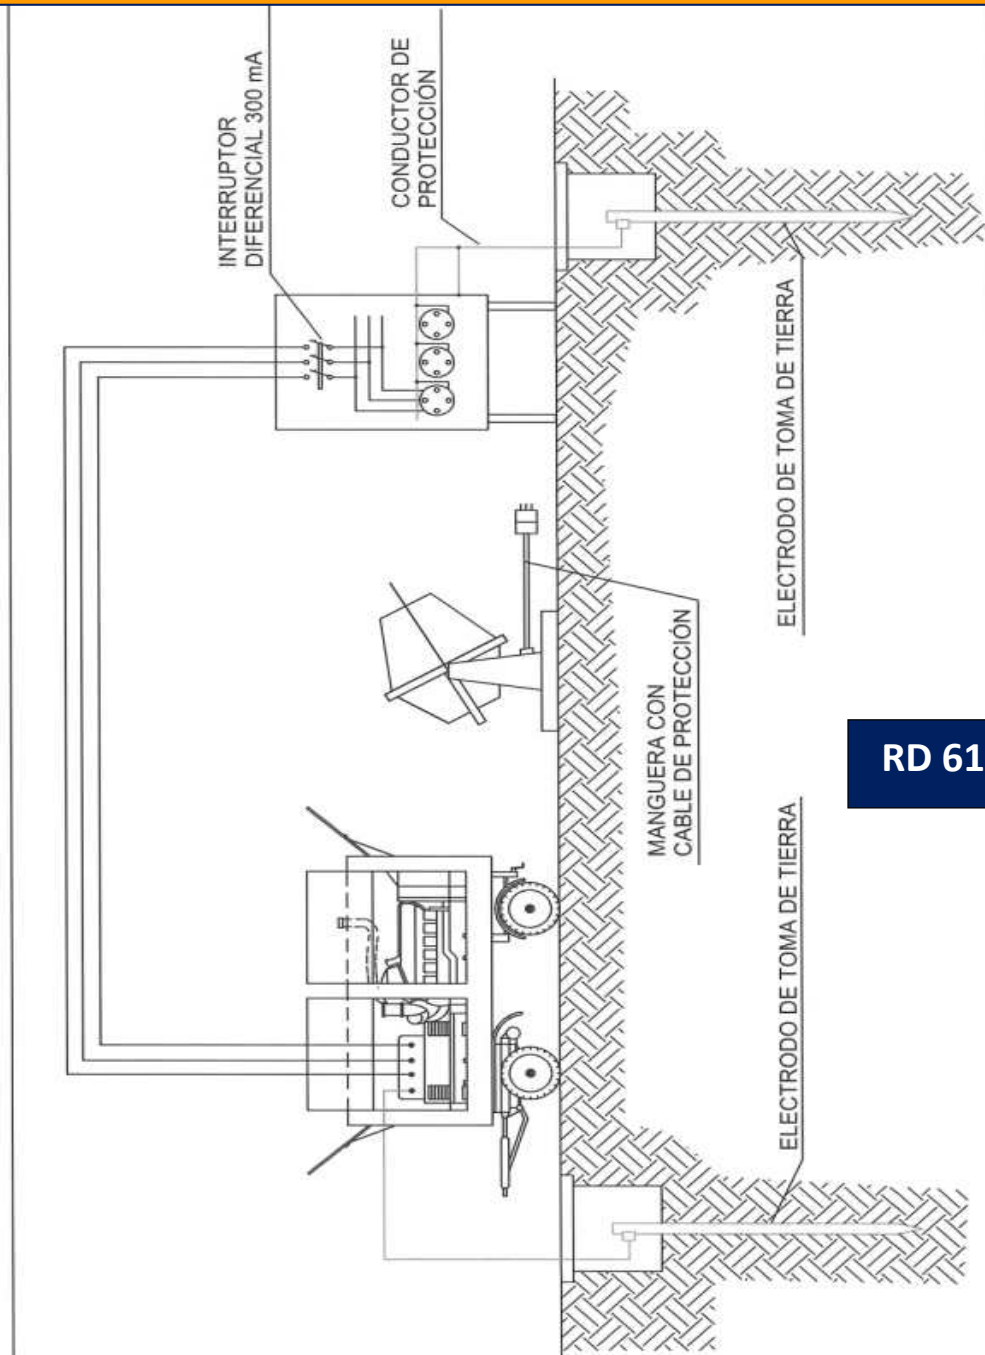 INTERRUPTOR
DIFERENCIAL 300 mA
CONDUCTOR DE
PROTECCIÓN
ELECTRODO DE TOMA DE TIERRA
MANGUERA CON
CABLE DE PROTECCIÓN
RD 61
ELECTRODO DE TOMA DE TIERRA